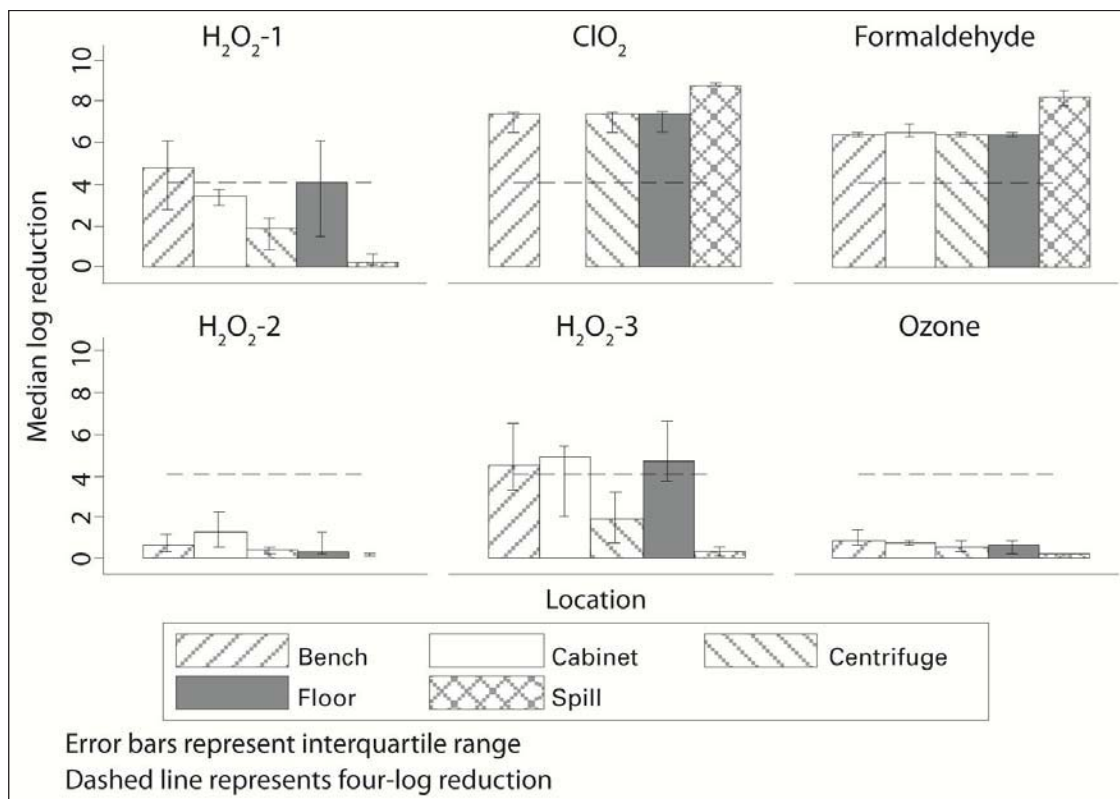 H₂O₂-1
ClO₂
Formaldehyde
Median log reduction
10
8
6
4
2
0
H₂O₂-2
H₂O₂-3
Ozone
10
8
6
4
2
0
Location
Bench
Cabinet
Centrifuge
Floor
Spill
Error bars represent interquartile range
Dashed line represents four-log reduction